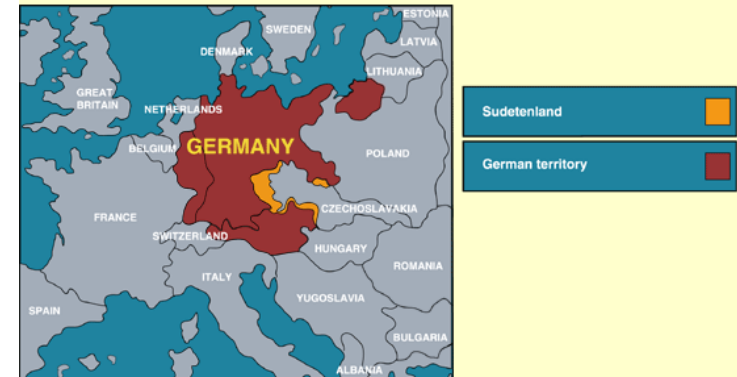 ESTONIA
SWEDEN
LATVIA
DENMARK
LITHUANIA
GREAT
BRITAIN
NETHERLANDS
BELGIUM
GERMANY
POLAND
CZECHOSLAVAKIA
FRANCE
SWITZERLAND
HUNGARY
ROMANIA
ITALY
YUGOSLAVIA
SPAIN
BULGARIA
ALBANIA
Sudetenland
German territory